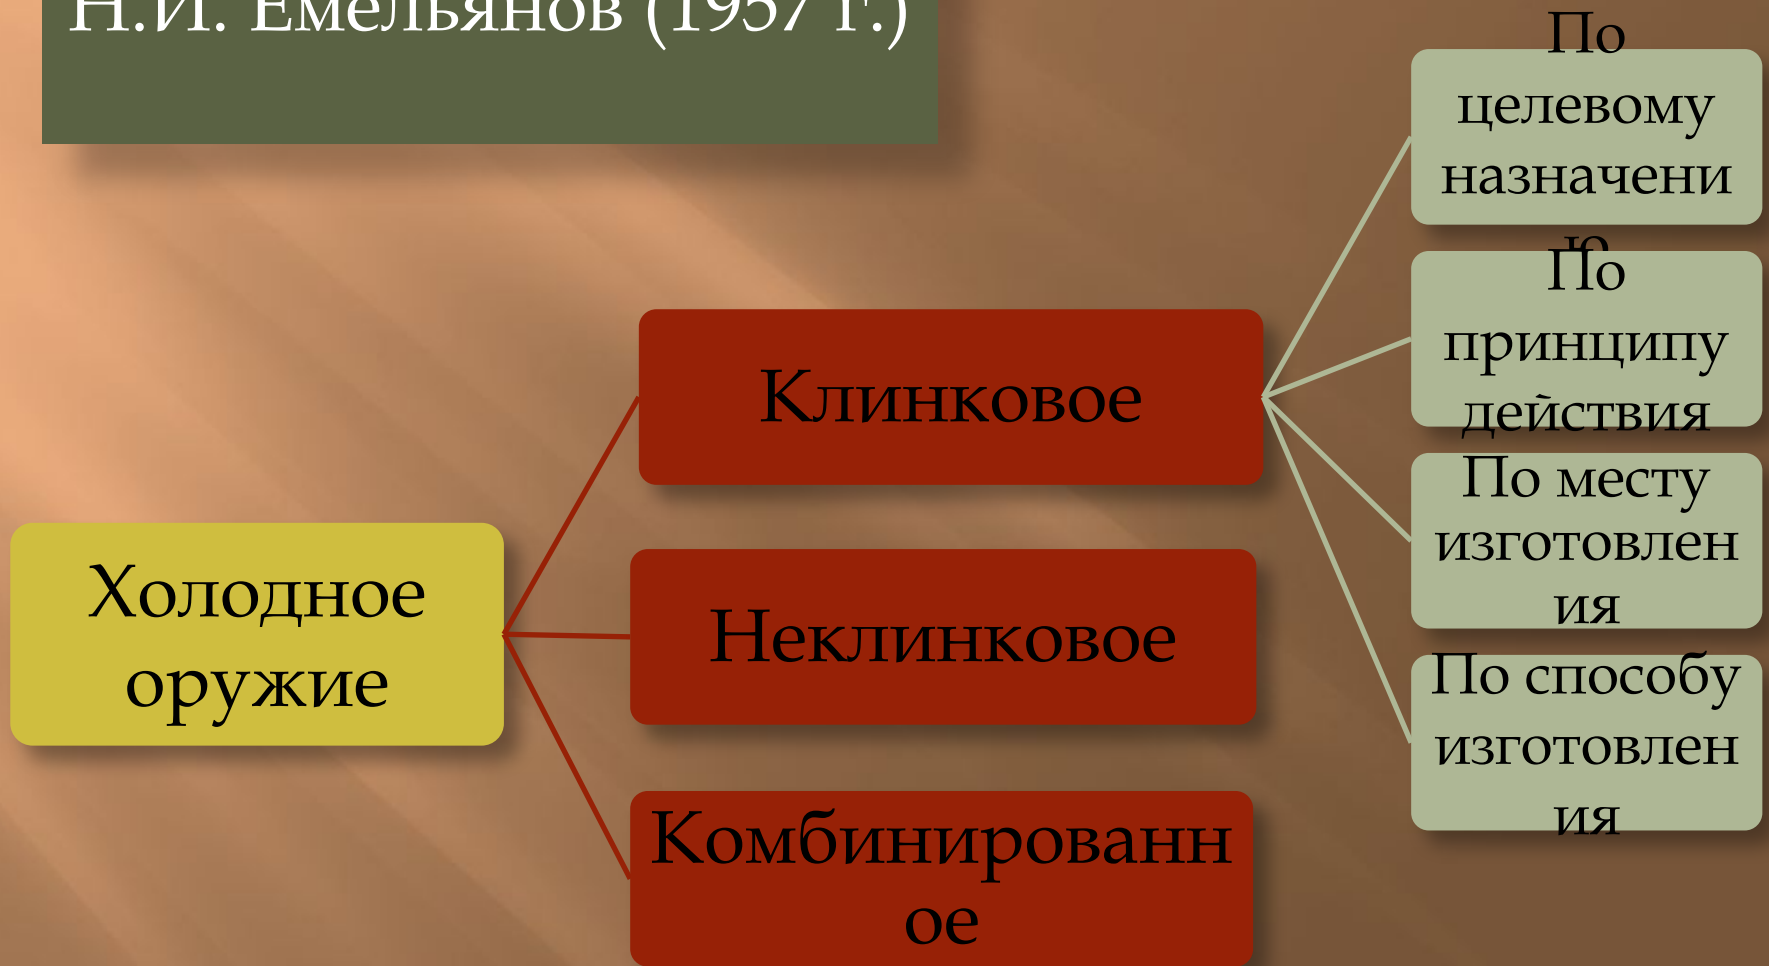 Н.И. Емельянов (1957 г.)
Холодное
оружие
Клинковое
Неклинковое
Комбинированн
ое
По
целевому
назначени
ю
По
принципу
действия
По месту
изготовлен
ия
По способу
изготовлен
ия